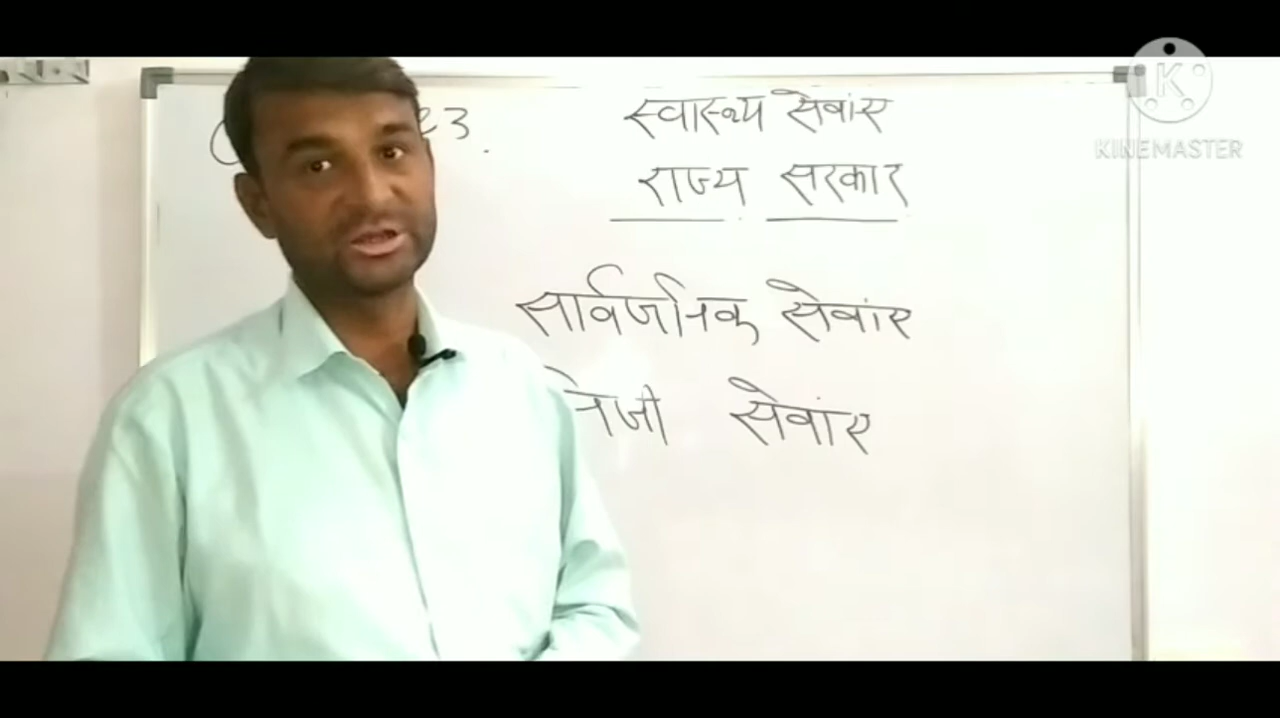 स्वास्थ्य सेवांए
राज्य सरकार
सार्वजनिक सेवांए
निजी सेवांए
K
KINEMASTER